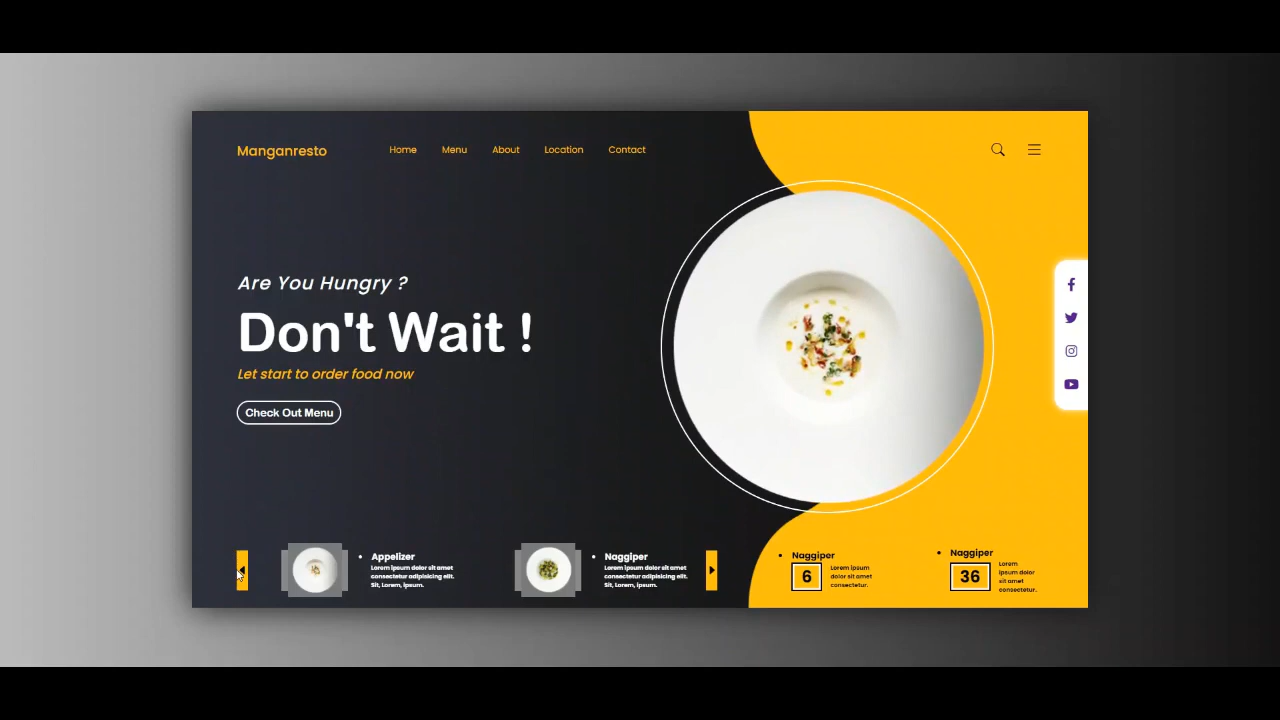 Manganresto
Home Menu About Location Contact
Are You Hungry ?
Don't Wait !
Let start to order food now
Check Out Menu
Appelizer
Lorem ipsum dolor sit amet
consectetur adipisicing elit.
Sit, Lorem, ipsum.
Naggiper
Lorem ipsum dolor sit amet
consectetur adipisicing elit.
Sit, Lorem, ipsum.
Naggiper
6
Lorem ipsum
dolor sit amet
consectetur.
Naggiper
36
Lorem
ipsum dolor
sit amet
consectetur.